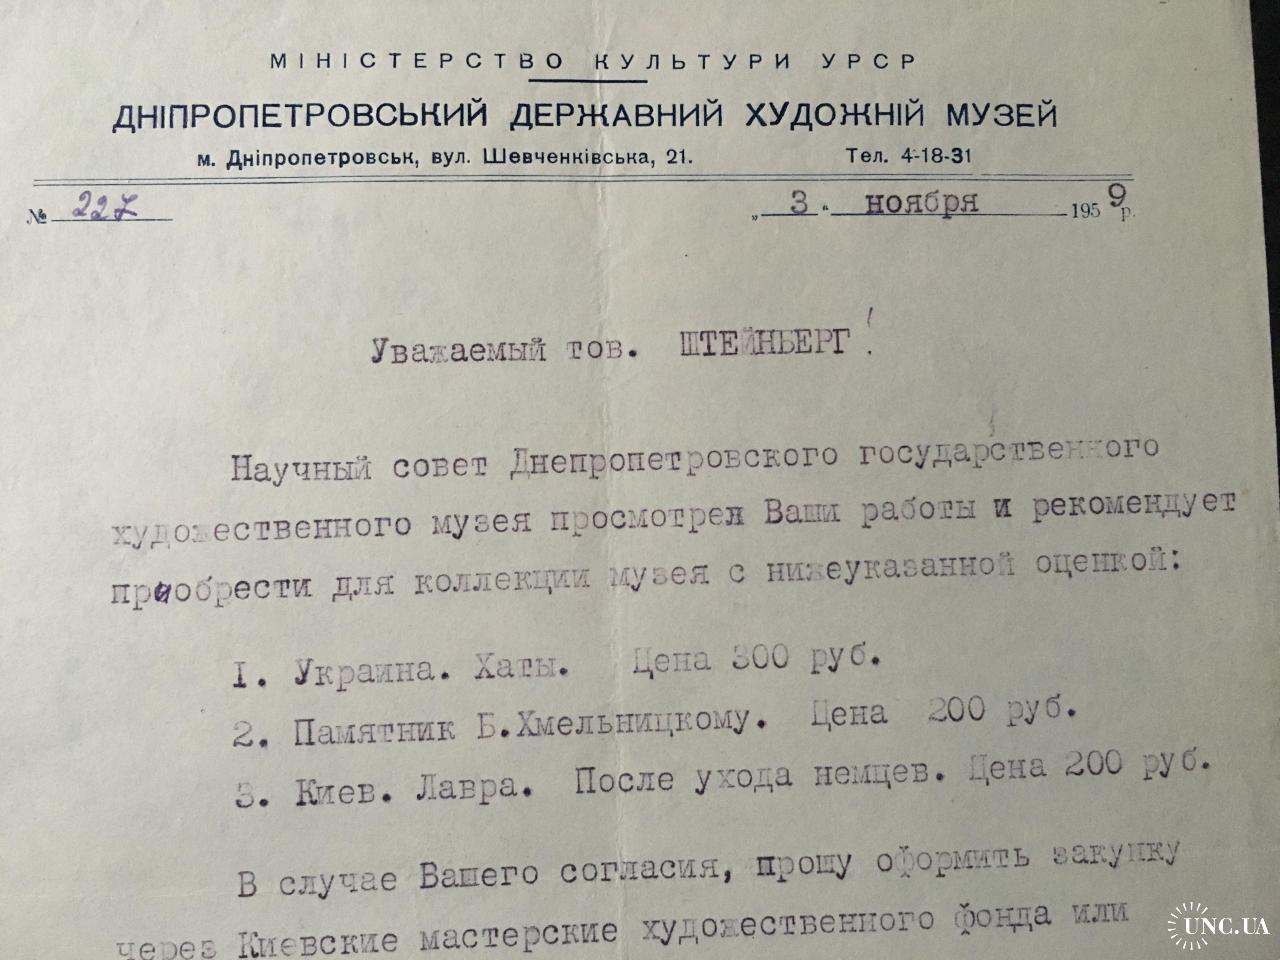 МІНІСТЕРСТВО КУЛЬТУРИ УРСР
ДНІПРОПЕТРОВСЬКИЙ ДЕРЖАВНИЙ ХУДОЖНІЙ МУЗЕЙ
м. Дніпропетровськ, вул. Шевченківська, 21. Тел. 4-18-31
№ 227 „ 3 “ ноября 1959 р.
Уважаемый тов. ШТЕЙНБЕРГ!
Научный совет Днепропетровского государственного
художественного музея просмотрел Ваши работы и рекомендует
приобрести для коллекции музея с нижеуказанной оценкой:
1. Украина. Хаты. Цена 300 руб.
2. Памятник Б.Хмельницкому. Цена 200 руб.
3. Киев. Лавра. После ухода немцев. Цена 200 руб.
В случае Вашего согласия, прошу оформить закупку
через Киевские мастерские художественного фонда или
UNC.UA